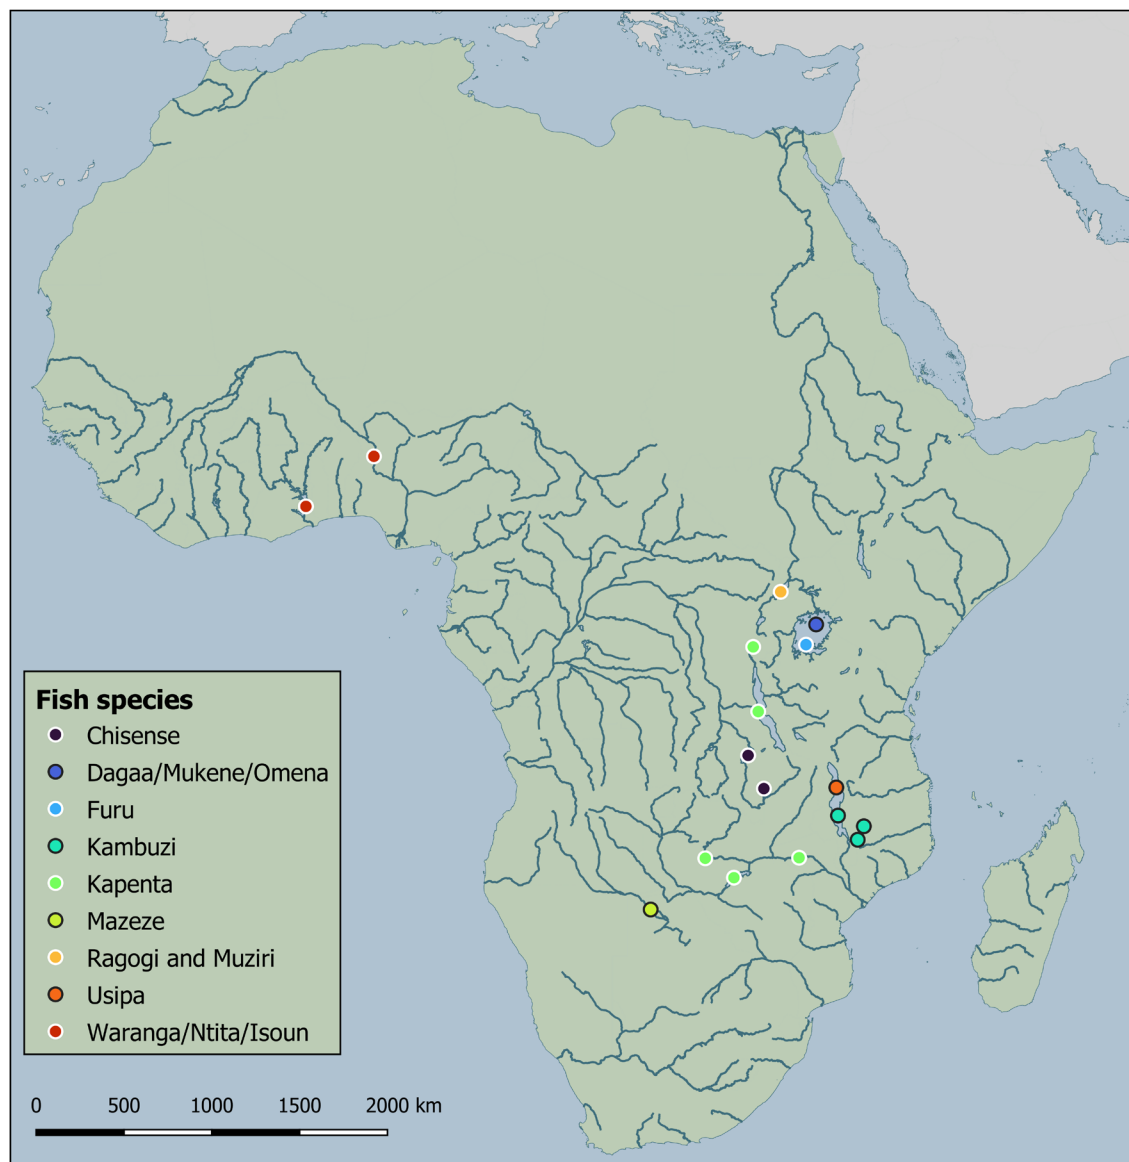 Fish species
Chisense
Dagaa/Mukene/Omena
Furu
Kambuzi
Kapenta
Mazeze
Ragogi and Muziri
Usipa
Waranga/Ntita/Isoun
0 500 1000 1500 2000 km